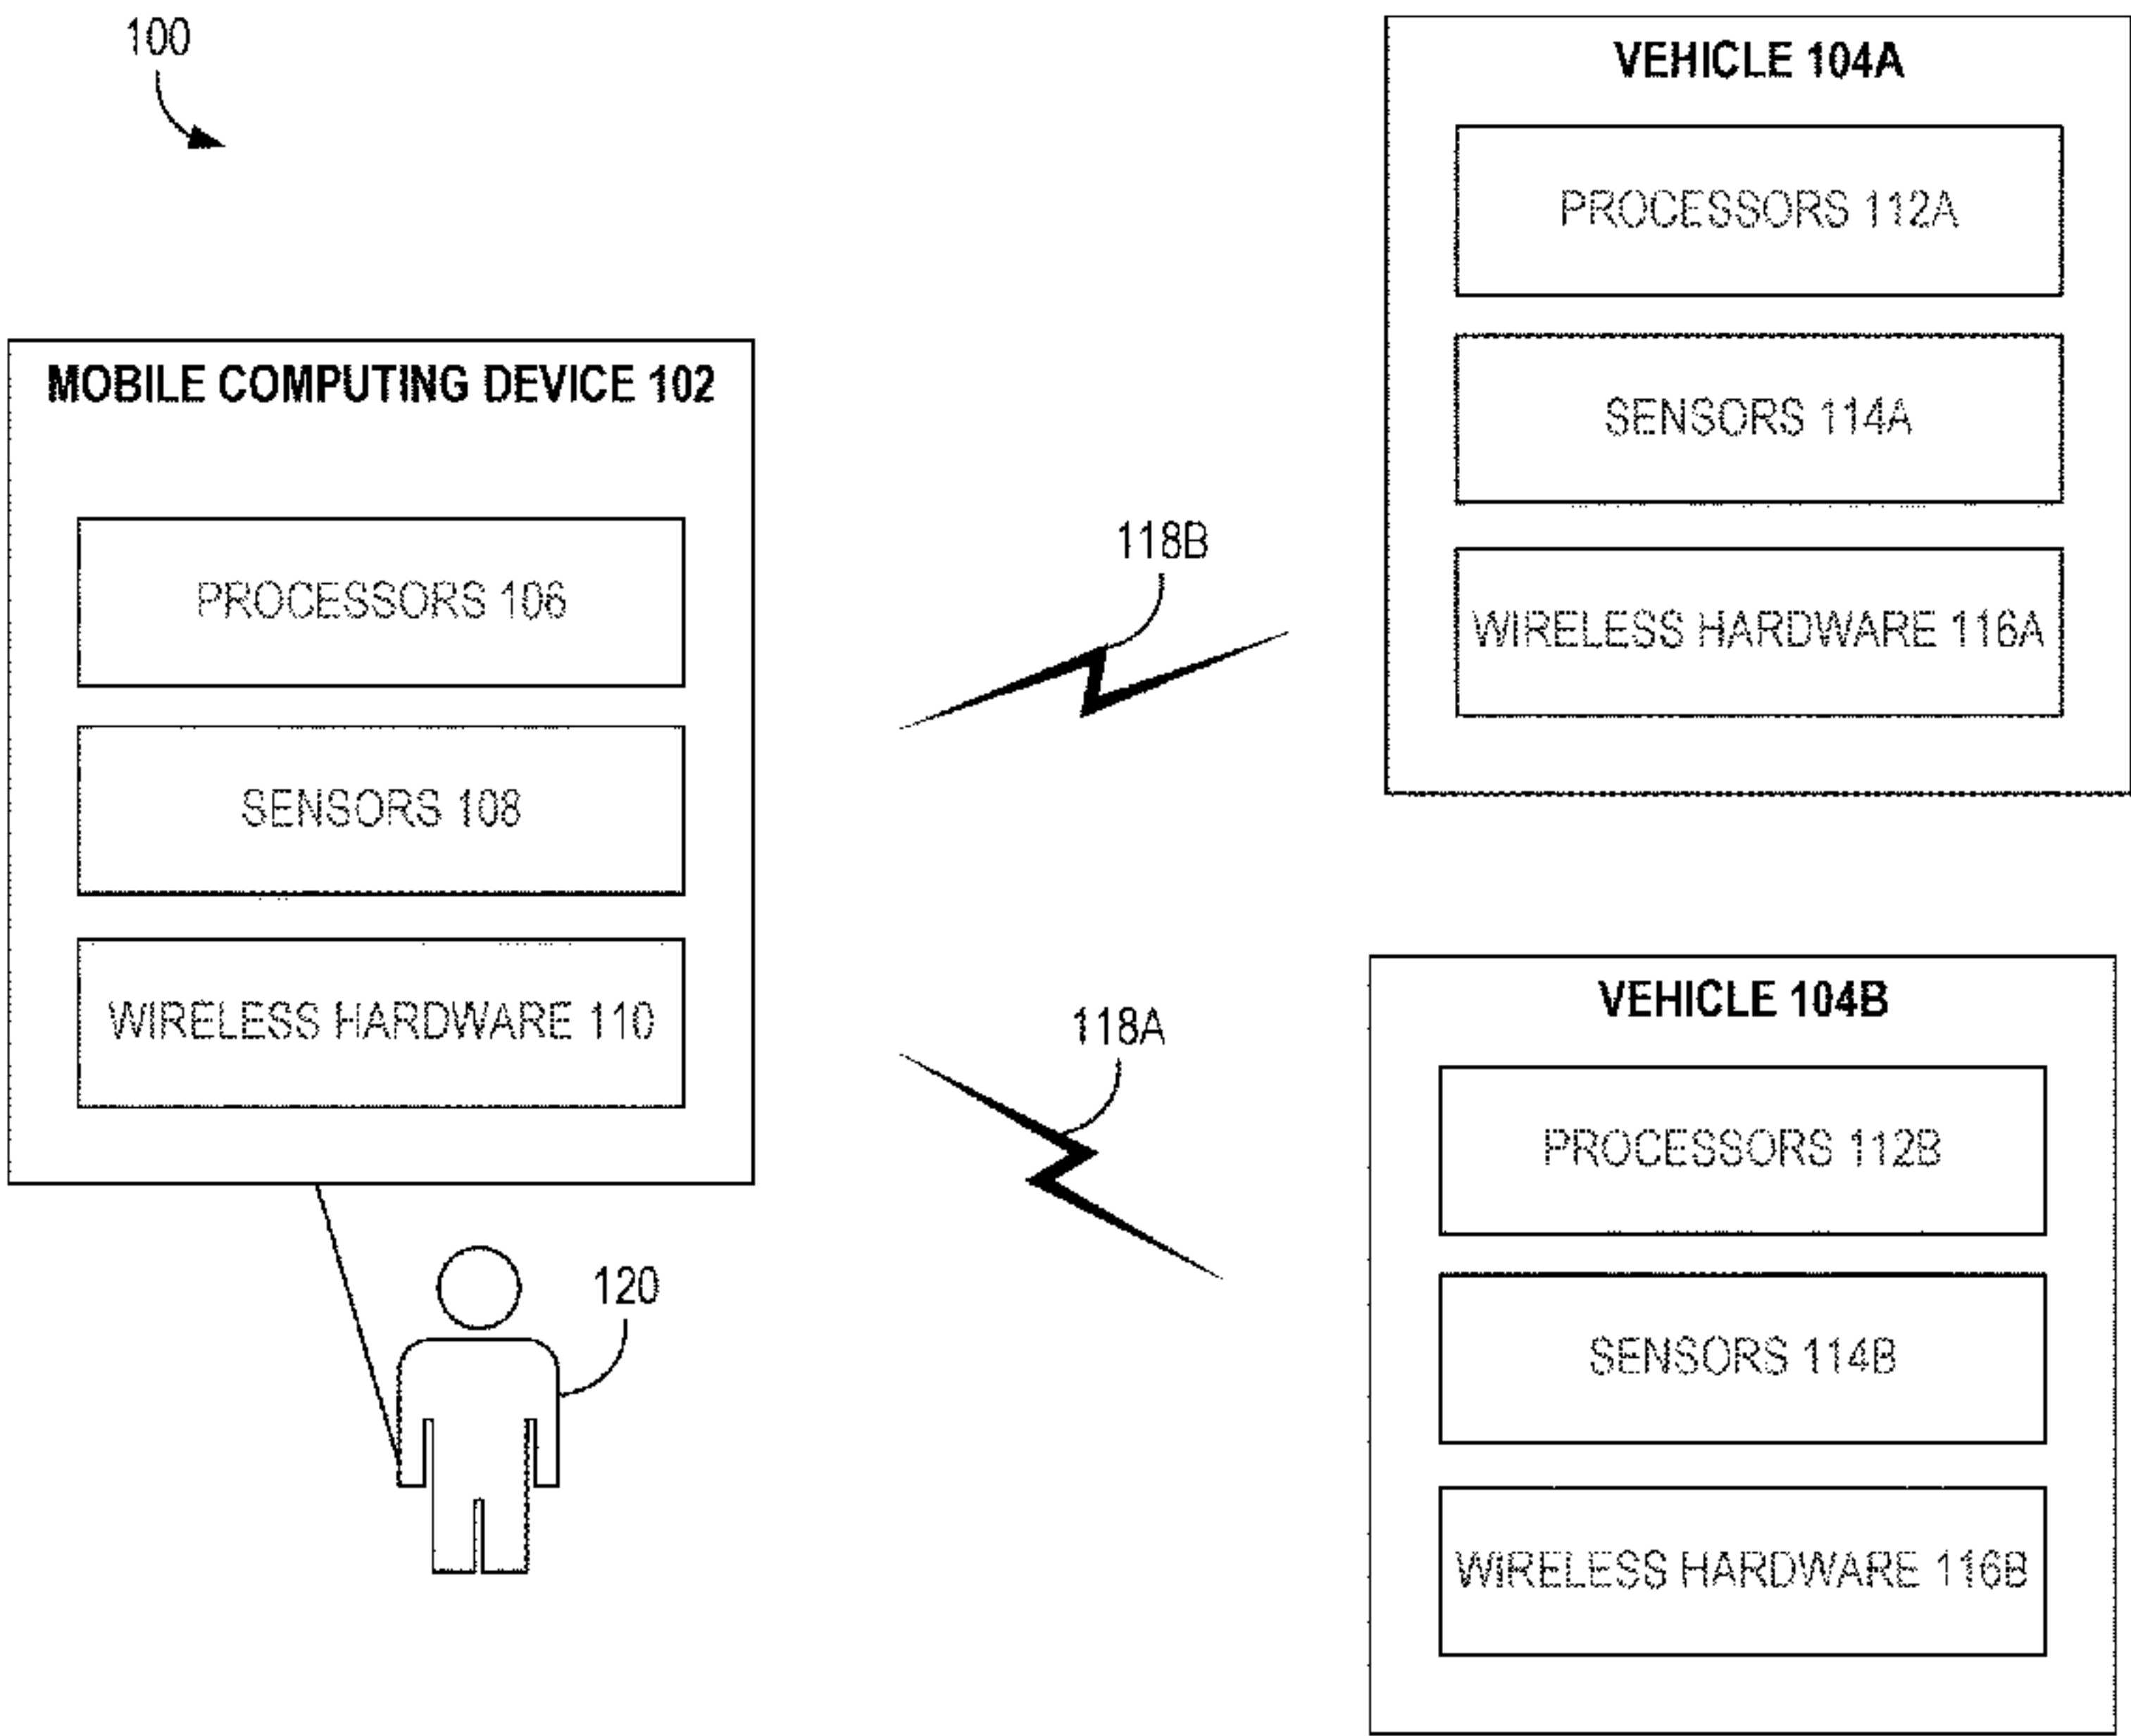 100
MOBILE COMPUTING DEVICE 102
PROCESSORS 106
SENSORS 108
WIRELESS HARDWARE 110
120
118B
118A
VEHICLE 104A
PROCESSORS 112A
SENSORS 114A
WIRELESS HARDWARE 116A
VEHICLE 104B
PROCESSORS 112B
SENSORS 114B
WIRELESS HARDWARE 116B